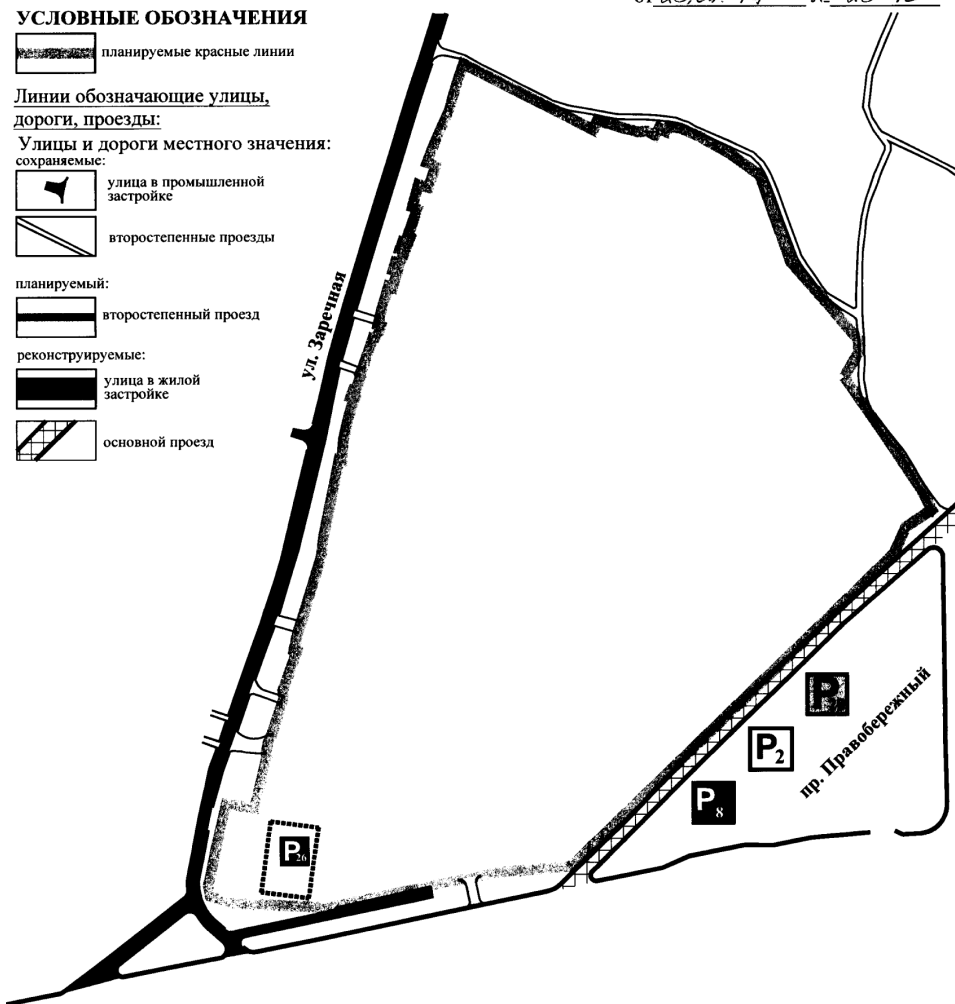 УСЛОВНЫЕ ОБОЗНАЧЕНИЯ
планируемые красные линии
Линии обозначающие улицы,
дороги, проезды:
Улицы и дороги местного значения:
сохраняемые:
улица в промышленной
застройке
второстепенные проезды
планируемый:
второстепенный проезд
реконструируемые:
улица в жилой
застройке
основной проезд
ул. Заречная
P
P2
P8
пр. Правобережный
P26